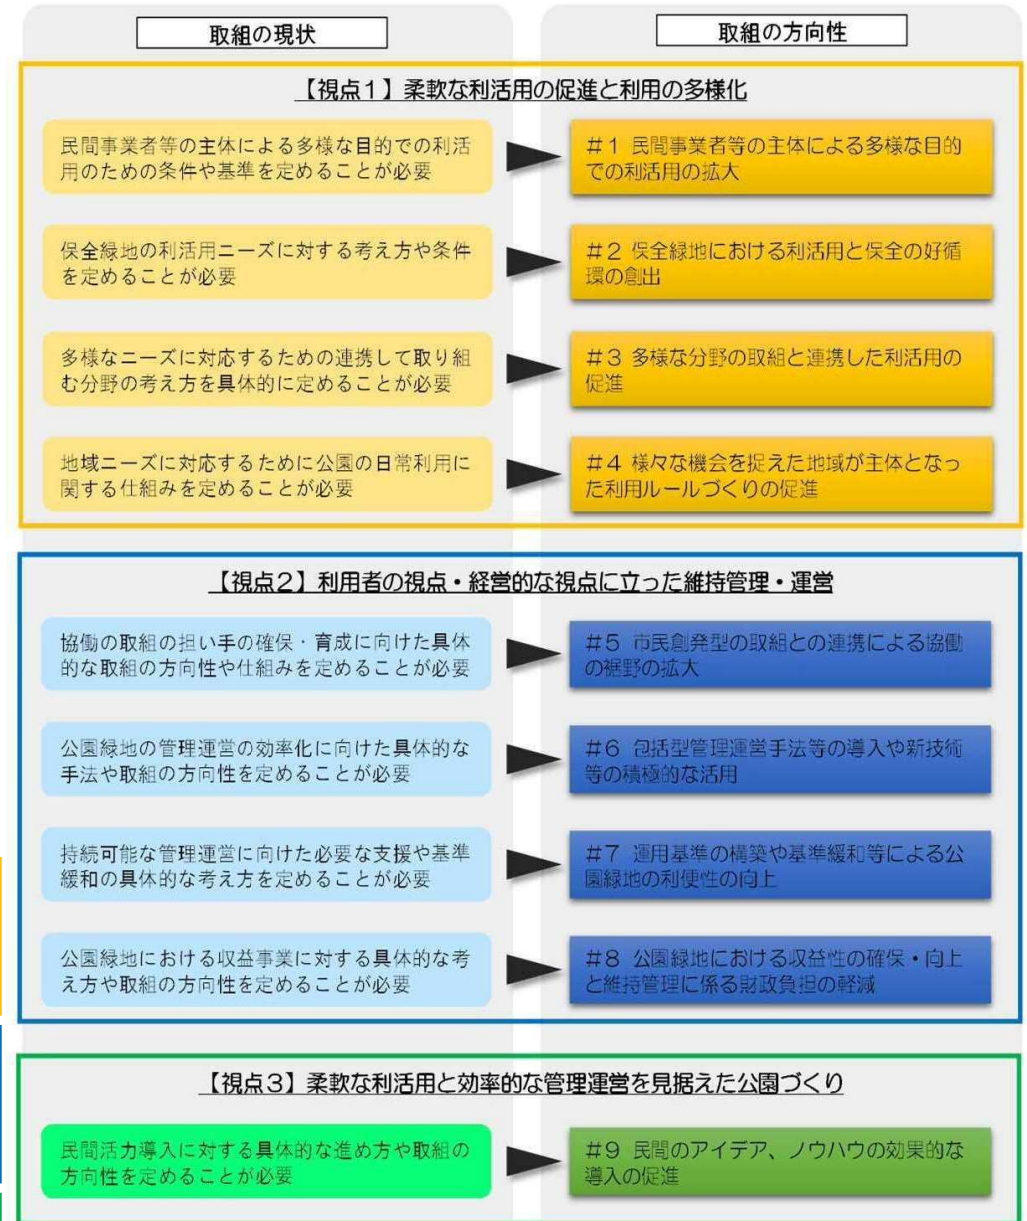 取組の現状
取組の方向性
【視点1】柔軟な利活用の促進と利用の多様化
民間事業者等の主体による多様な目的での利活
用のための条件や基準を定めることが必要
#1 民間事業者等の主体による多様な目的
での利活用の拡大
保全緑地の利活用ニーズに対する考え方や条件
を定めることが必要
#2 保全緑地における利活用と保全の好循
環の創出
多様なニーズに対応するための連携して取り組
む分野の考え方を具体的に定めることが必要
#3 多様な分野の取組と連携した利活用の
促進
地域ニーズに対応するために公園の日常利用に
関する仕組みを定めることが必要
#4 様々な機会を捉えた地域が主体となっ
た利用ルールづくりの促進
【視点2】利用者の視点・経営的な視点に立った維持管理・運営
協働の取組の担い手の確保・育成に向けた具体
的な取組の方向性や仕組みを定めることが必要
#5 市民創発型の取組との連携による協働
の裾野の拡大
公園緑地の管理運営の効率化に向けた具体的な
手法や取組の方向性を定めることが必要
#6 包括型管理運営手法等の導入や新技術
等の積極的な活用
持続可能な管理運営に向けた必要な支援や基準
緩和の具体的な考え方を定めることが必要
#7 運用基準の構築や基準緩和等による公
園緑地の利便性の向上
公園緑地における収益事業に対する具体的な考
え方や取組の方向性を定めることが必要
#8 公園緑地における収益性の確保・向上
と維持管理に係る財政負担の軽減
【視点3】柔軟な利活用と効率的な管理運営を見据えた公園づくり
民間活力導入に対する具体的な進め方や取組の
方向性を定めることが必要
#9 民間のアイデア、ノウハウの効果的な
導入の促進